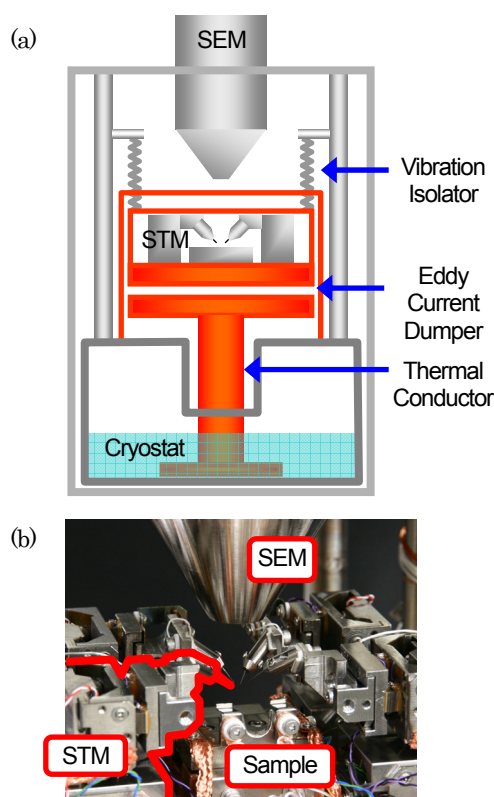 (a)
SEM
Vibration
Isolator
STM
Eddy
Current
Dumper
Thermal
Conductor
Cryostat
(b)
SEM
STM
Sample